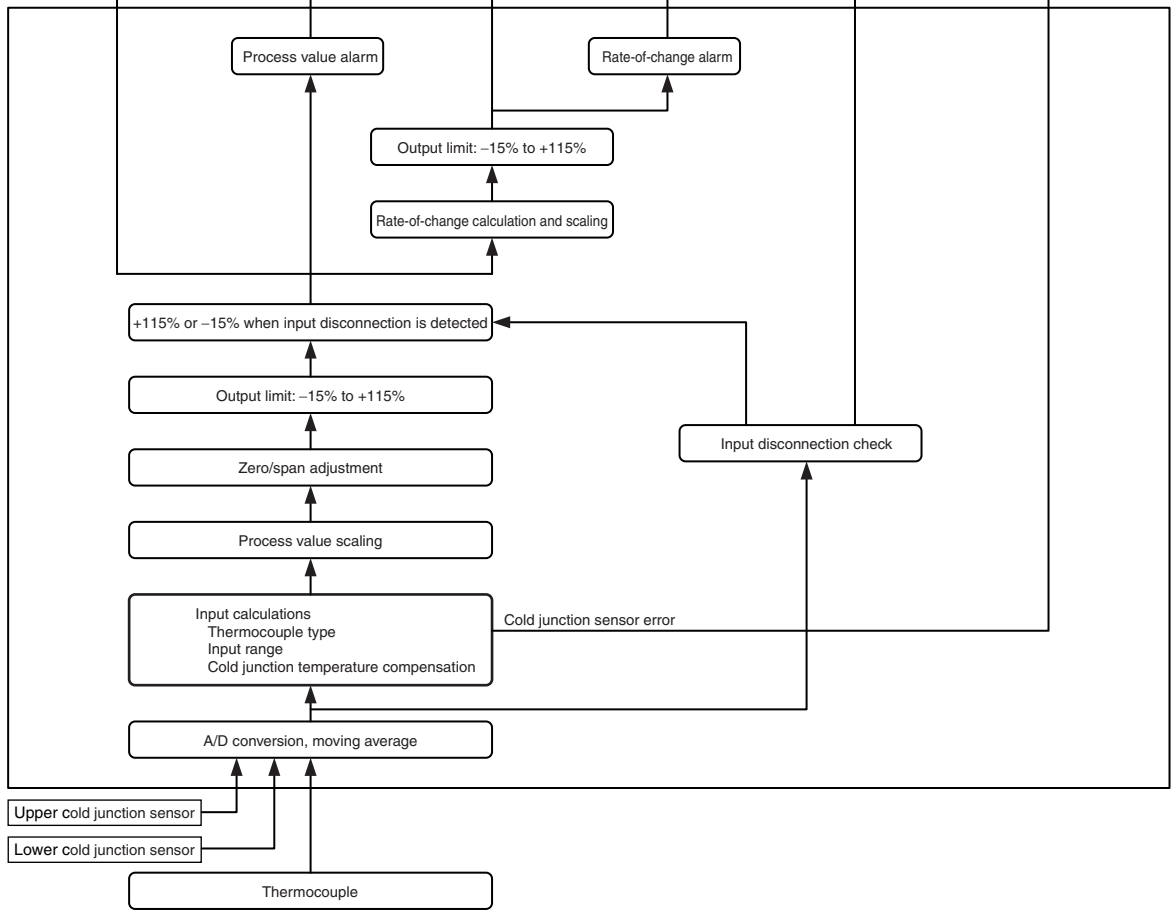 Process value alarm
Rate-of-change alarm
Output limit: −15% to +115%
Rate-of-change calculation and scaling
+115% or −15% when input disconnection is detected
Output limit: −15% to +115%
Input disconnection check
Zero/span adjustment
Process value scaling
Input calculations
Thermocouple type
Input range
Cold junction temperature compensation
Cold junction sensor error
A/D conversion, moving average
Upper cold junction sensor
Lower cold junction sensor
Thermocouple